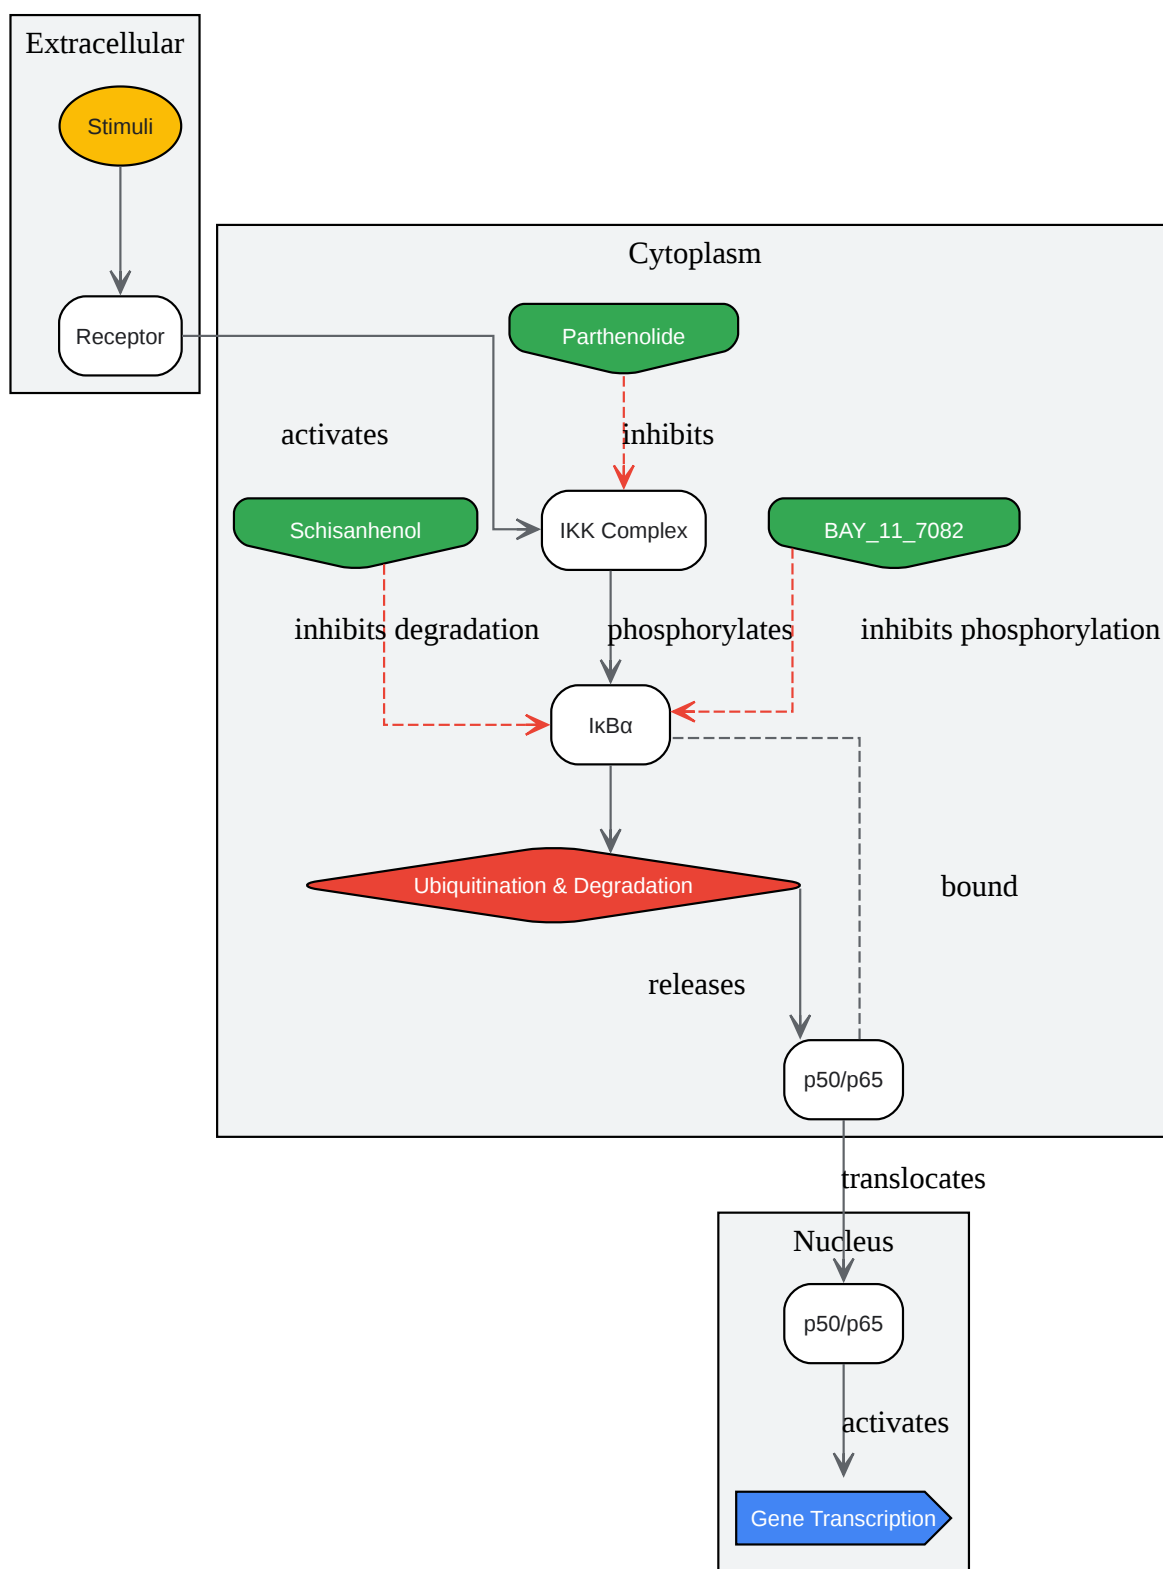 Extracellular
Stimuli
Receptor
Cytoplasm
Parthenolide
activates
inhibits
Schisanhenol
IKK Complex
BAY_11_7082
inhibits degradation
phosphorylates
inhibits phosphorylation
IκBα
Ubiquitination & Degradation
bound
releases
p50/p65
translocates
Nucleus
p50/p65
activates
Gene Transcription